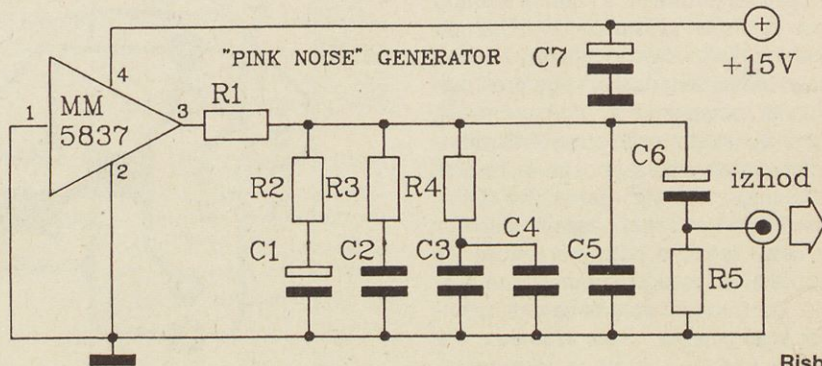 "PINK NOISE" GENERATOR
C7
+
+15V
MM
5837
1
4
3
2
R1
R2
R3
R4
C6
izhod
C1
C2
C3
C4
C5
R5